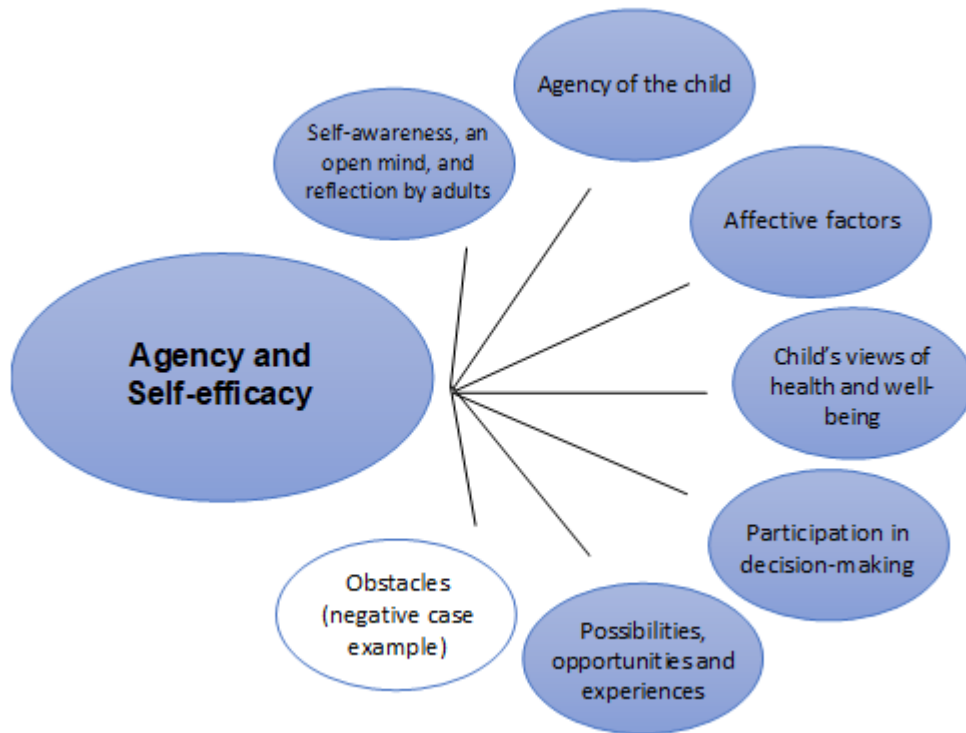 Agency of the child
Self-awareness, an
open mind, and
reflection by adults
Affective factors
Agency and
Self-efficacy
Child’s views of
health and well-
being
Participation in
decision-making
Obstacles
(negative case
example)
Possibilities,
opportunities and
experiences